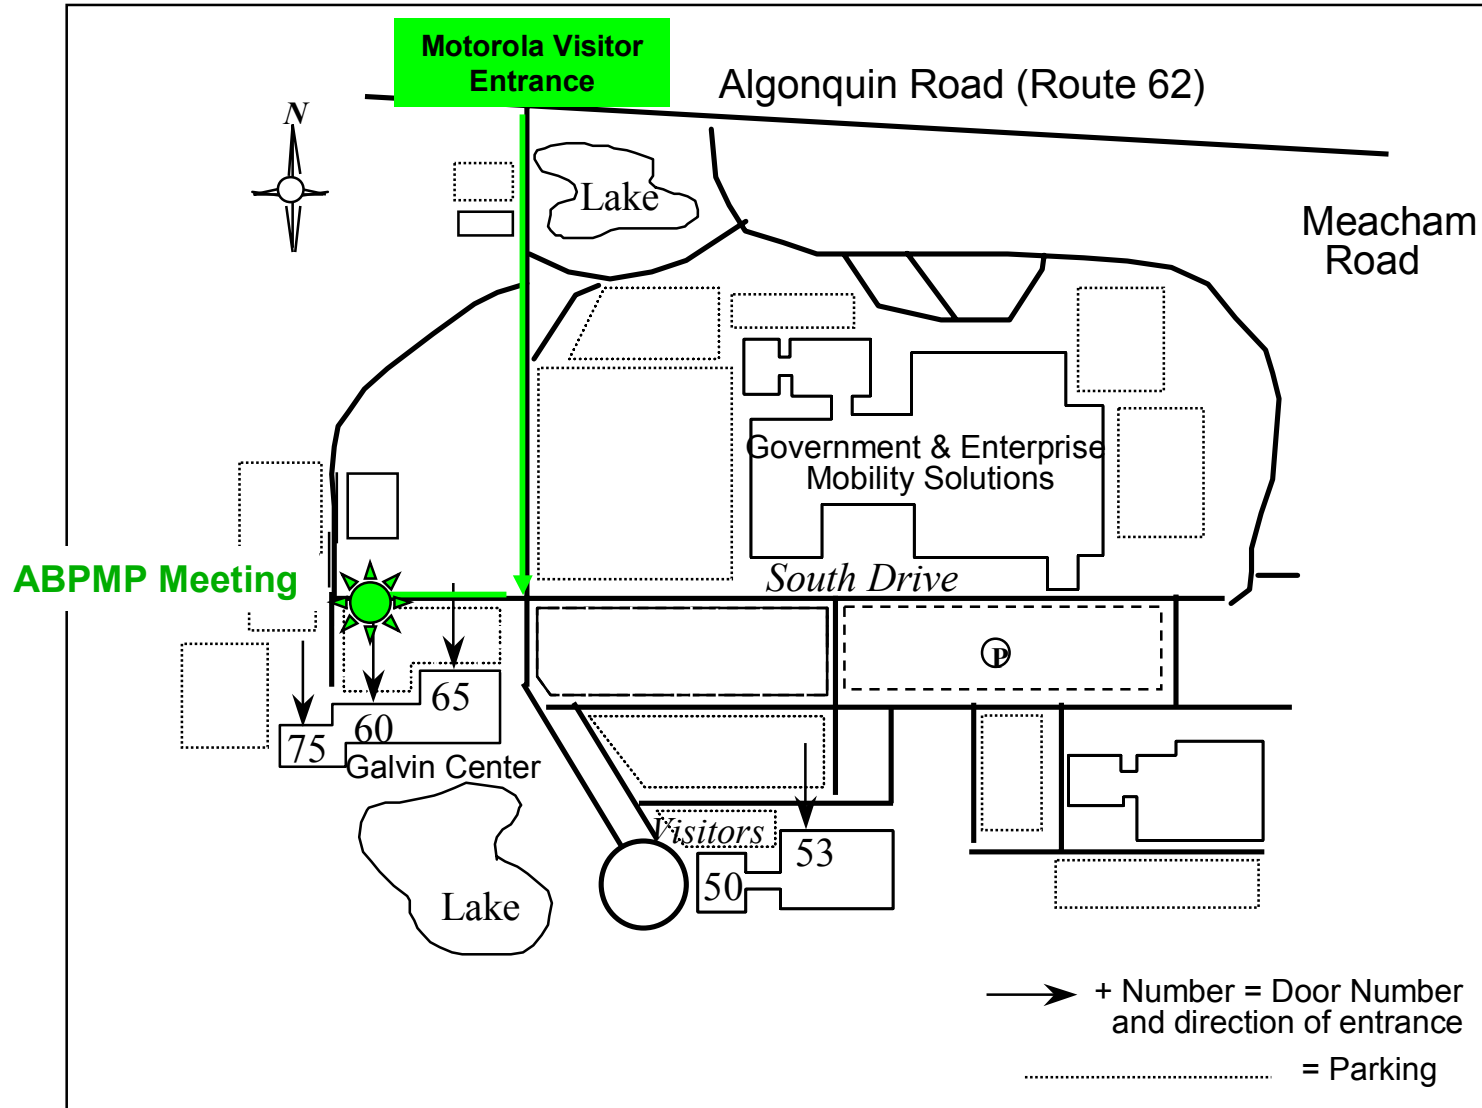 Motorola Visitor
Entrance
Algonquin Road (Route 62)
N
Lake
Meacham
Road
Government & Enterprise
Mobility Solutions
ABPMP Meeting
South Drive
P
65
60
75
Galvin Center
Visitors
53
50
Lake
+ Number = Door Number
and direction of entrance
= Parking